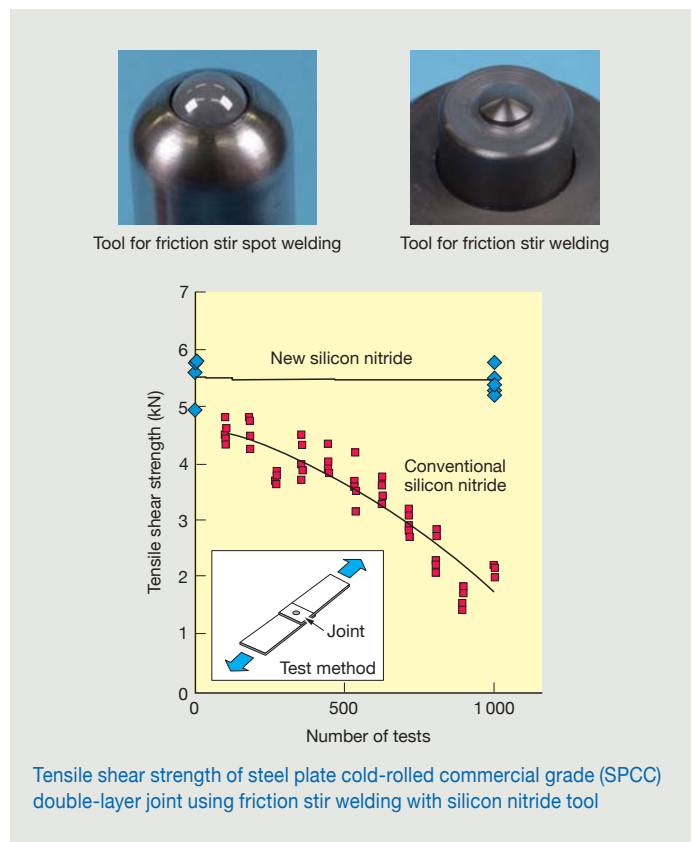 Tool for friction stir spot welding
Tool for friction stir welding
7
6
5
4
3
2
1
0
Tensile shear strength (kN)
New silicon nitride
Conventional
silicon nitride
Joint
Test method
0
500
1 000
Number of tests
Tensile shear strength of steel plate cold-rolled commercial grade (SPCC)
double-layer joint using friction stir welding with silicon nitride tool